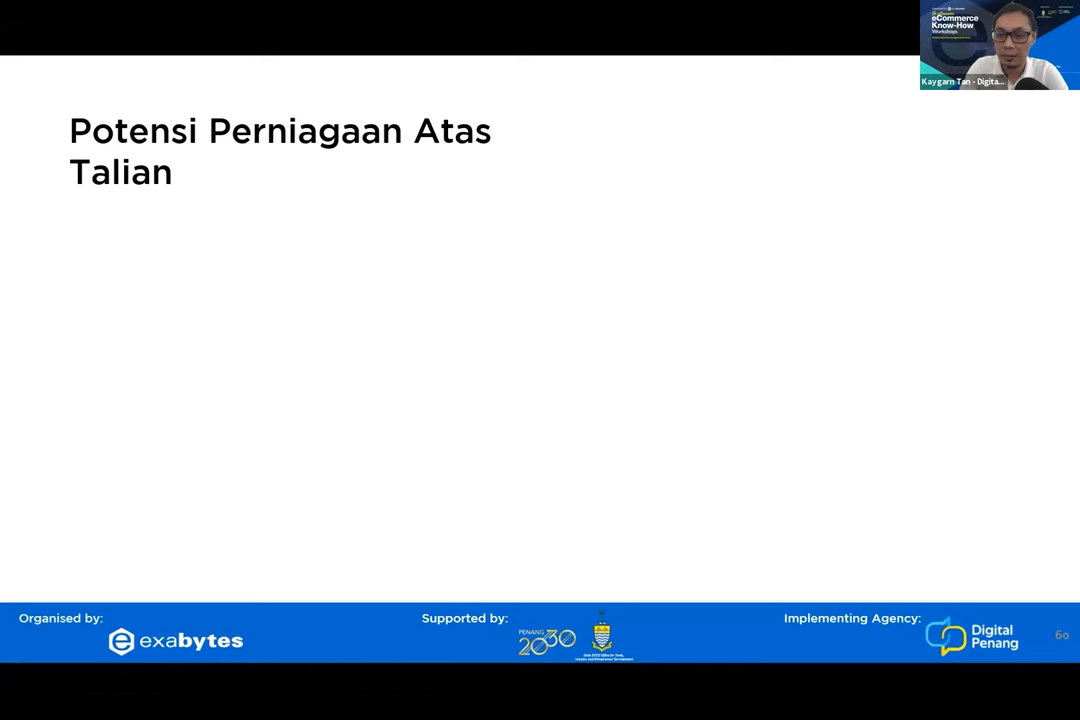 eCommerce
Know-How
Workshops
Kaygarn Tan - Digita...
Potensi Perniagaan Atas
Talian
Organised by:
exabytes
Supported by:
PENANG
2030
Implementing Agency:
Digital
Penang
60